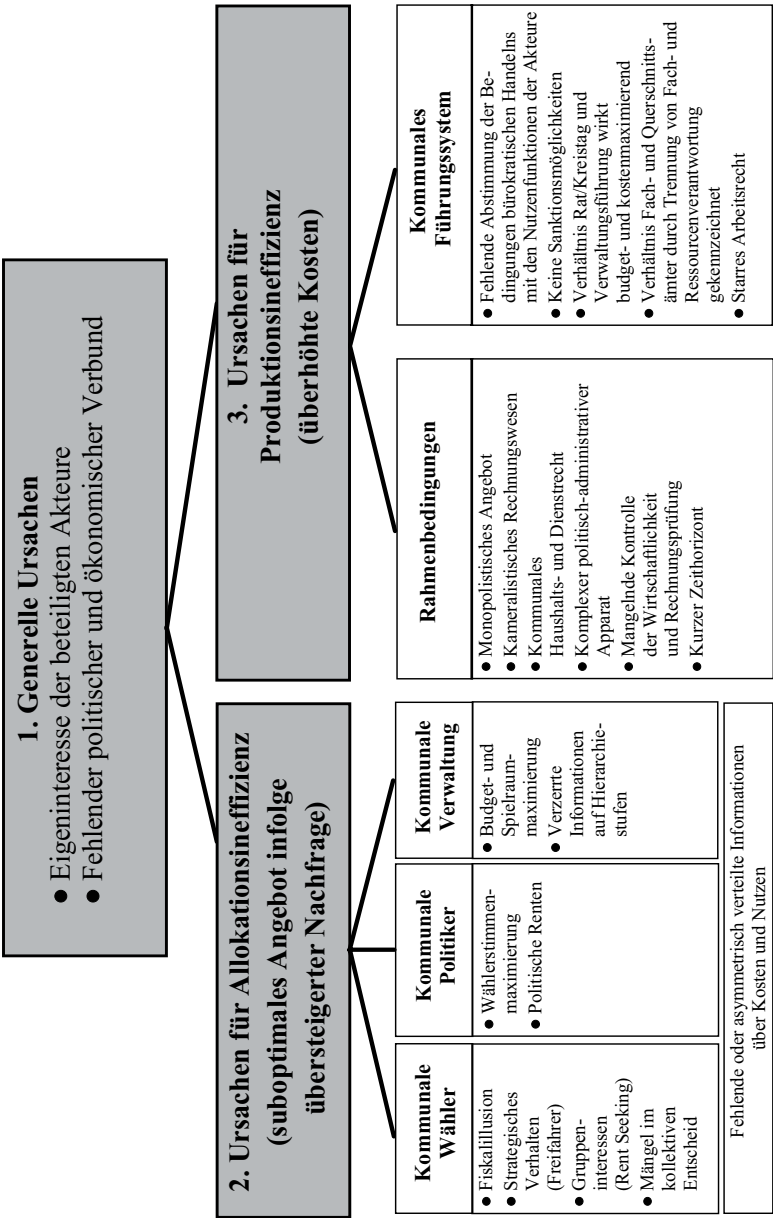 1. Generelle Ursachen
● Eigeninteresse der beteiligten Akteure
● Fehlender politischer und ökonomischer Verbund
2. Ursachen für Allokationsineffizienz
(suboptimales Angebot infolge
übersteigerter Nachfrage)
3. Ursachen für
Produktionsineffizienz
(überhöhte Kosten)
Kommunale
Wähler
● Fiskalillusion
● Strategisches
Verhalten
(Freifahrer)
● Gruppen-
interessen
(Rent Seeking)
● Mängel im
kollektiven
Entscheid
Kommunale
Politiker
● Wählerstimmen-
maximierung
● Politische Renten
Kommunale
Verwaltung
● Budget- und
Spielraum-
maximierung
● Verzerte
Informationen
auf Hierarchie-
stufen
Fehlende oder asymmetrisch verteilte Informationen
über Kosten und Nutzen
Rahmenbedingungen
● Monopolistisches Angebot
● Kameralistisches Rechnungswesen
● Kommunales
Haushalts- und Dienstrecht
● Komplexer politisch-administrativer
Apparat
● Mangelnde Kontrolle
der Wirtschaftlichkeit
und Rechnungsprüfung
● Kurzer Zeithorizont
Kommunales
Führungssystem
● Fehlende Abstimmung der Be-
dingungen bürokratischen Handelns
mit den Nutzenfunktionen der Akteure
● Keine Sanktionsmöglichkeiten
● Verhältnis Rat/Kreistag und
Verwaltungsführung wirkt
budget- und kostenmaximierend
● Verhältnis Fach- und Querschnitts-
ämter durch Trennung von Fach- und
Ressourcenverantwortung
gekennzeichnet
● Starres Arbeitsrecht